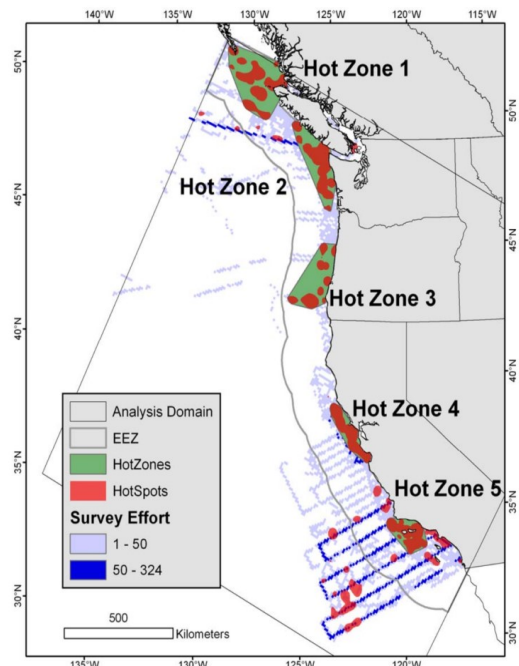 140°W 130°W 125°W 120°W 115°W
50°N
50°N
45°N
45°N
40°N
40°N
35°N
35°N
30°N
30°N
Hot Zone 1
Hot Zone 2
Hot Zone 3
Hot Zone 4
Hot Zone 5
Analysis Domain
EEZ
HotZones
HotSpots
Survey Effort
1 - 50
50 - 324
500
Kilometers
135°W 130°W 125°W 120°W